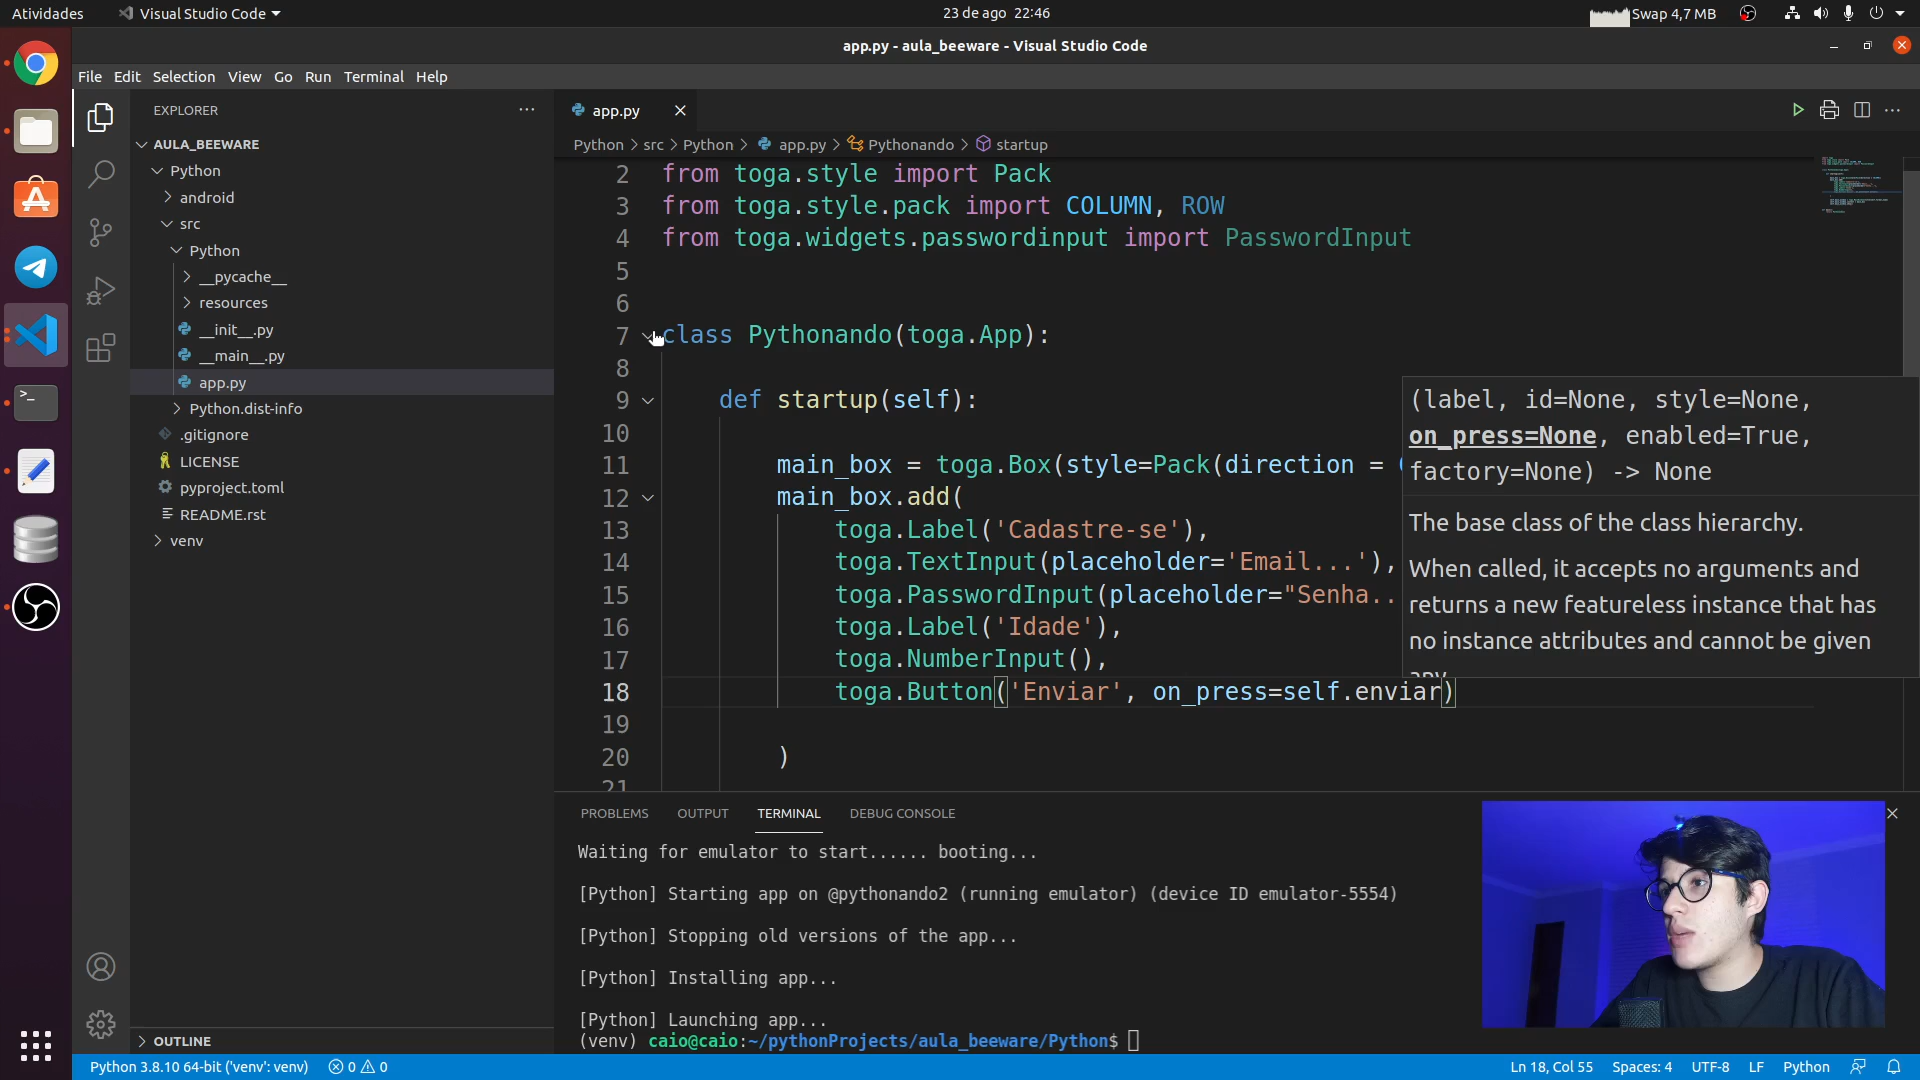 Atividades
Visual Studio Code
23 de ago 22:46
Swap 4,7 MB
app.py - aula_beeware - Visual Studio Code
File Edit Selection View Go Run Terminal Help
EXPLORER
AULA_BEEWARE
Python
android
src
Python
__pycache__
resources
__init__.py
__main__.py
app.py
Python.dist-info
.gitignore
LICENSE
pyproject.toml
README.rst
venv
OUTLINE
app.py
Python > src > Python > app.py > Pythonando > startup
2 from toga.style import Pack
3 from toga.style.pack import COLUMN, ROW
4 from toga.widgets.passwordinput import PasswordInput
5
6
7 class Pythonando(toga.App):
8
9 def startup(self):
10
11 main_box = toga.Box(style=Pack(direction =
12 main_box.add(
13 toga.Label('Cadastre-se'),
14 toga.TextInput(placeholder='Email...'),
15 toga.PasswordInput(placeholder="Senha..
16 toga.Label('Idade'),
17 toga.NumberInput(),
18 toga.Button('Enviar', on_press=self.enviar)
19
20 )
21
(label, id=None, style=None,
on_press=None, enabled=True,
factory=None) -> None
The base class of the class hierarchy.
When called, it accepts no arguments and
returns a new featureless instance that has
no instance attributes and cannot be given
any
PROBLEMS OUTPUT TERMINAL DEBUG CONSOLE
Waiting for emulator to start...... booting...
[Python] Starting app on @pythonando2 (running emulator) (device ID emulator-5554)
[Python] Stopping old versions of the app...
[Python] Installing app...
[Python] Launching app...
(venv) caio@caio:~/pythonProjects/aula_beeware/Python$
Python 3.8.10 64-bit ('venv': venv) 0 0
Ln 18, Col 55 Spaces: 4 UTF-8 LF Python